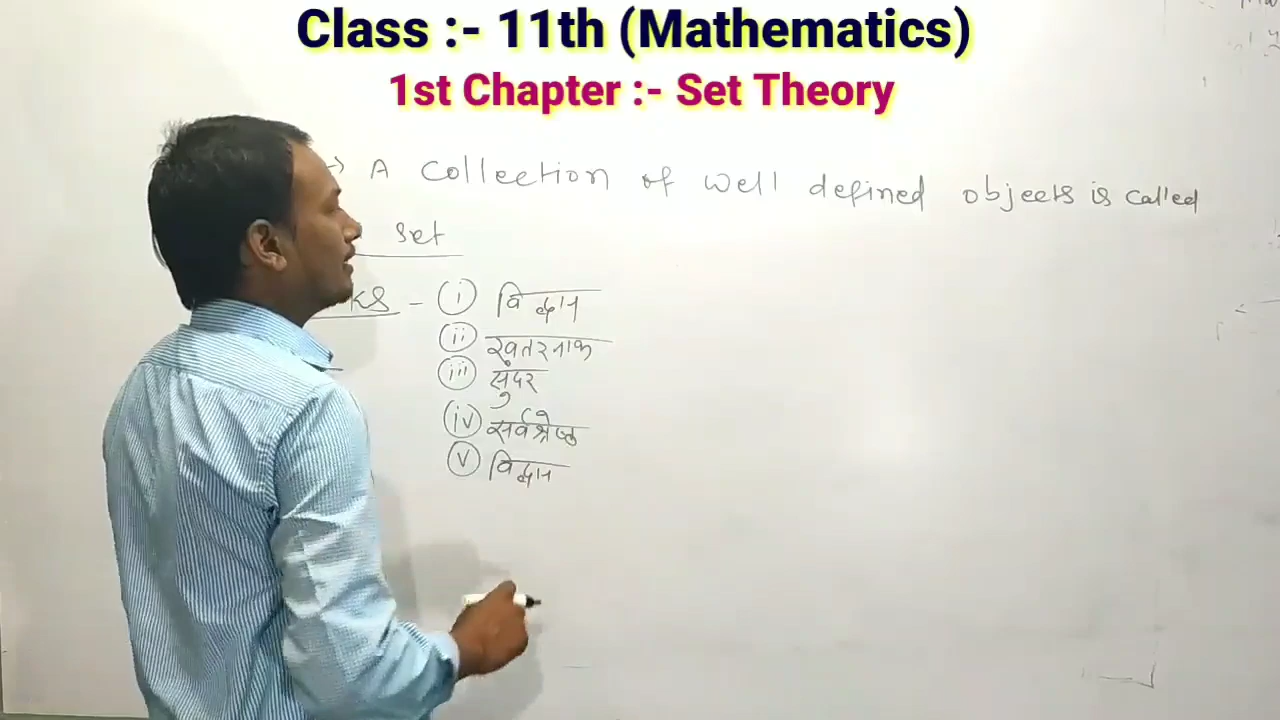 Class :- 11th (Mathematics)
1st Chapter :- Set Theory
→ A collection of well defined objects is called
set
ks - (i) विद्वान
(ii) खतरनाक
(iii) सुंदर
(iv) सर्वश्रेष्ठ
(v) विद्वान